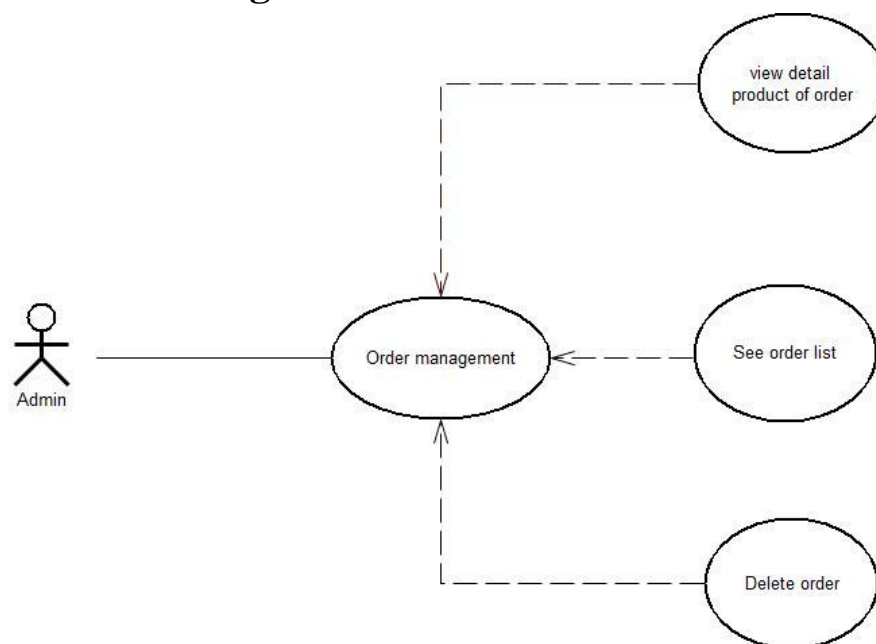 view detail
product of order
Order management
See order list
Admin
Delete order